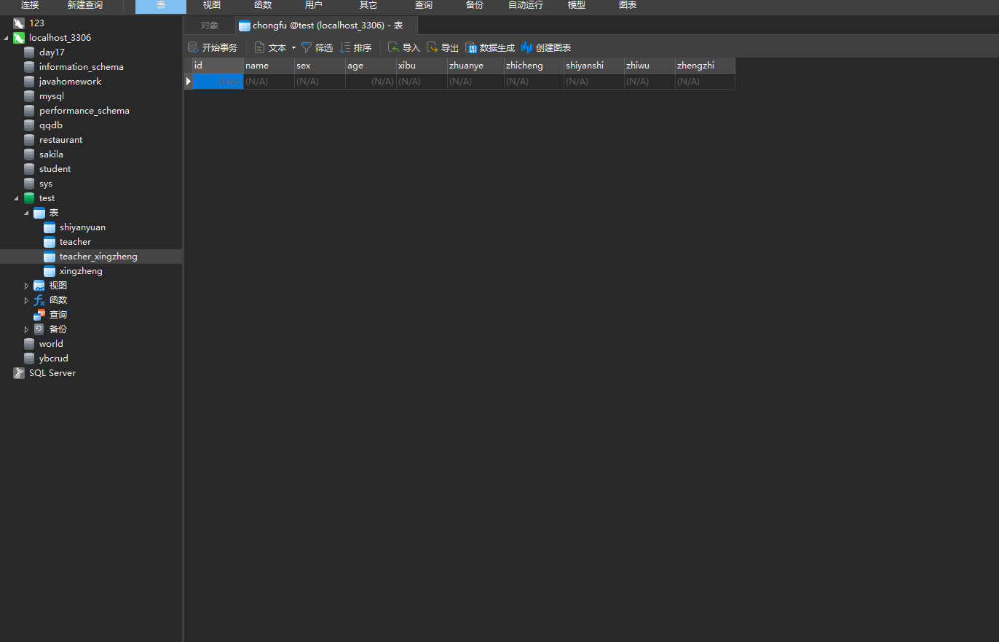 连接 新建查询 表 视图 函数 用户 其它 查询 备份 自动运行 模型 图表
123
localhost_3306
day17
information_schema
javahomework
mysql
performance_schema
qqdb
restaurant
sakila
student
sys
test
表
shiyanyuan
teacher
teacher_xingzheng
xingzheng
视图
函数
查询
备份
world
ybcrud
SQL Server
对象 chongfu @test (localhost_3306) - 表
开始事务 文本 筛选 排序 导入 导出 数据生成 创建图表
id name sex age xibu zhuanye zhicheng shiyanshi zhiwu zhengzhi
(N/A) (N/A) (N/A) (N/A) (N/A) (N/A) (N/A) (N/A) (N/A) (N/A)